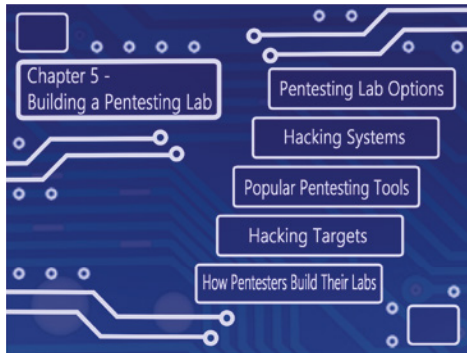 Chapter 5 -
Building a Pentesting Lab
Pentesting Lab Options
Hacking Systems
Popular Pentesting Tools
Hacking Targets
How Pentesters Build Their Labs